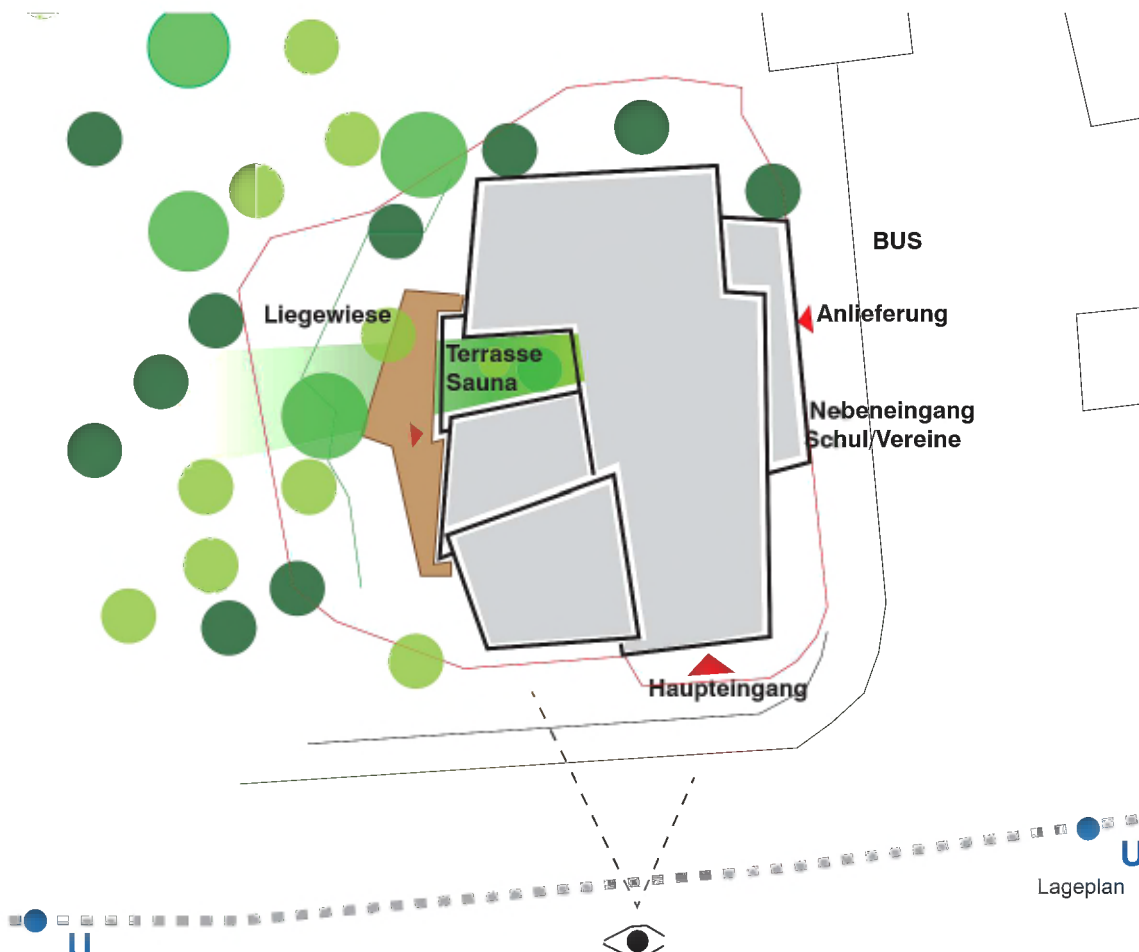 BUS
Liegewiese
Anlieferung
Terrasse
Sauna
Nebeneingang
Schul/Vereine
Haupteingang
U
Lageplan
U